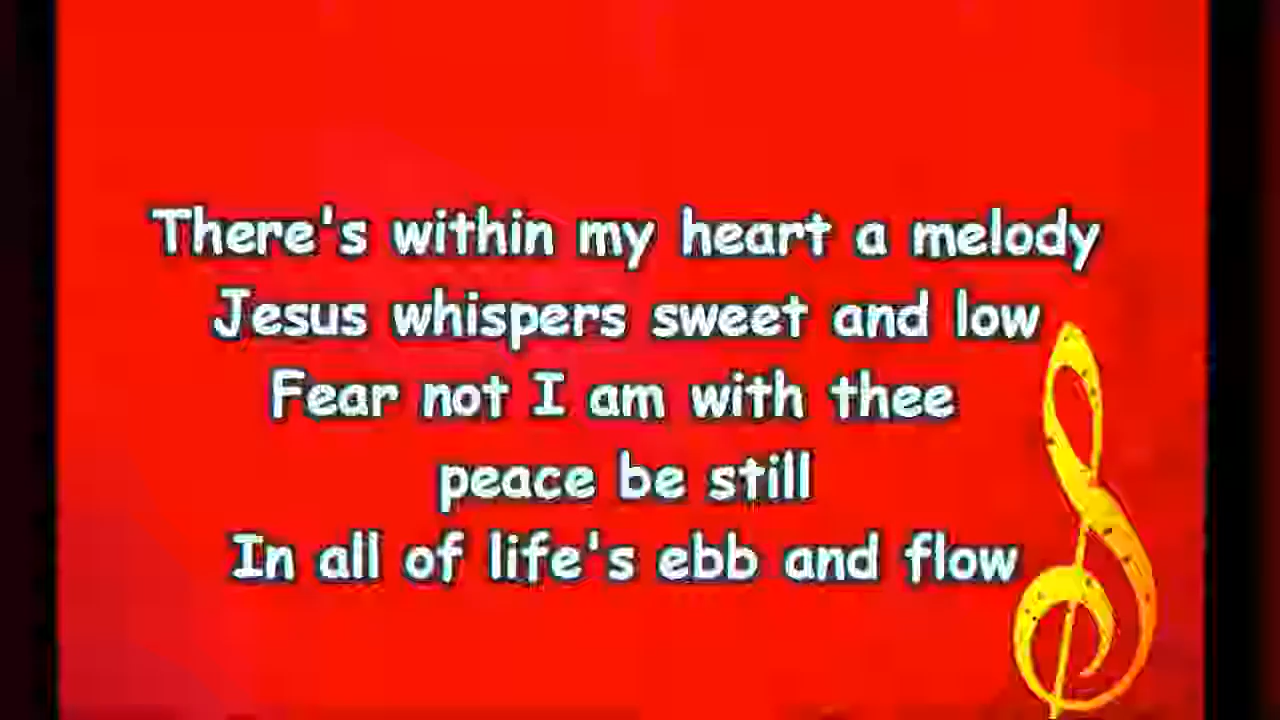 There's within my heart a melody
Jesus whispers sweet and low
Fear not I am with thee
peace be still
In all of life's ebb and flow